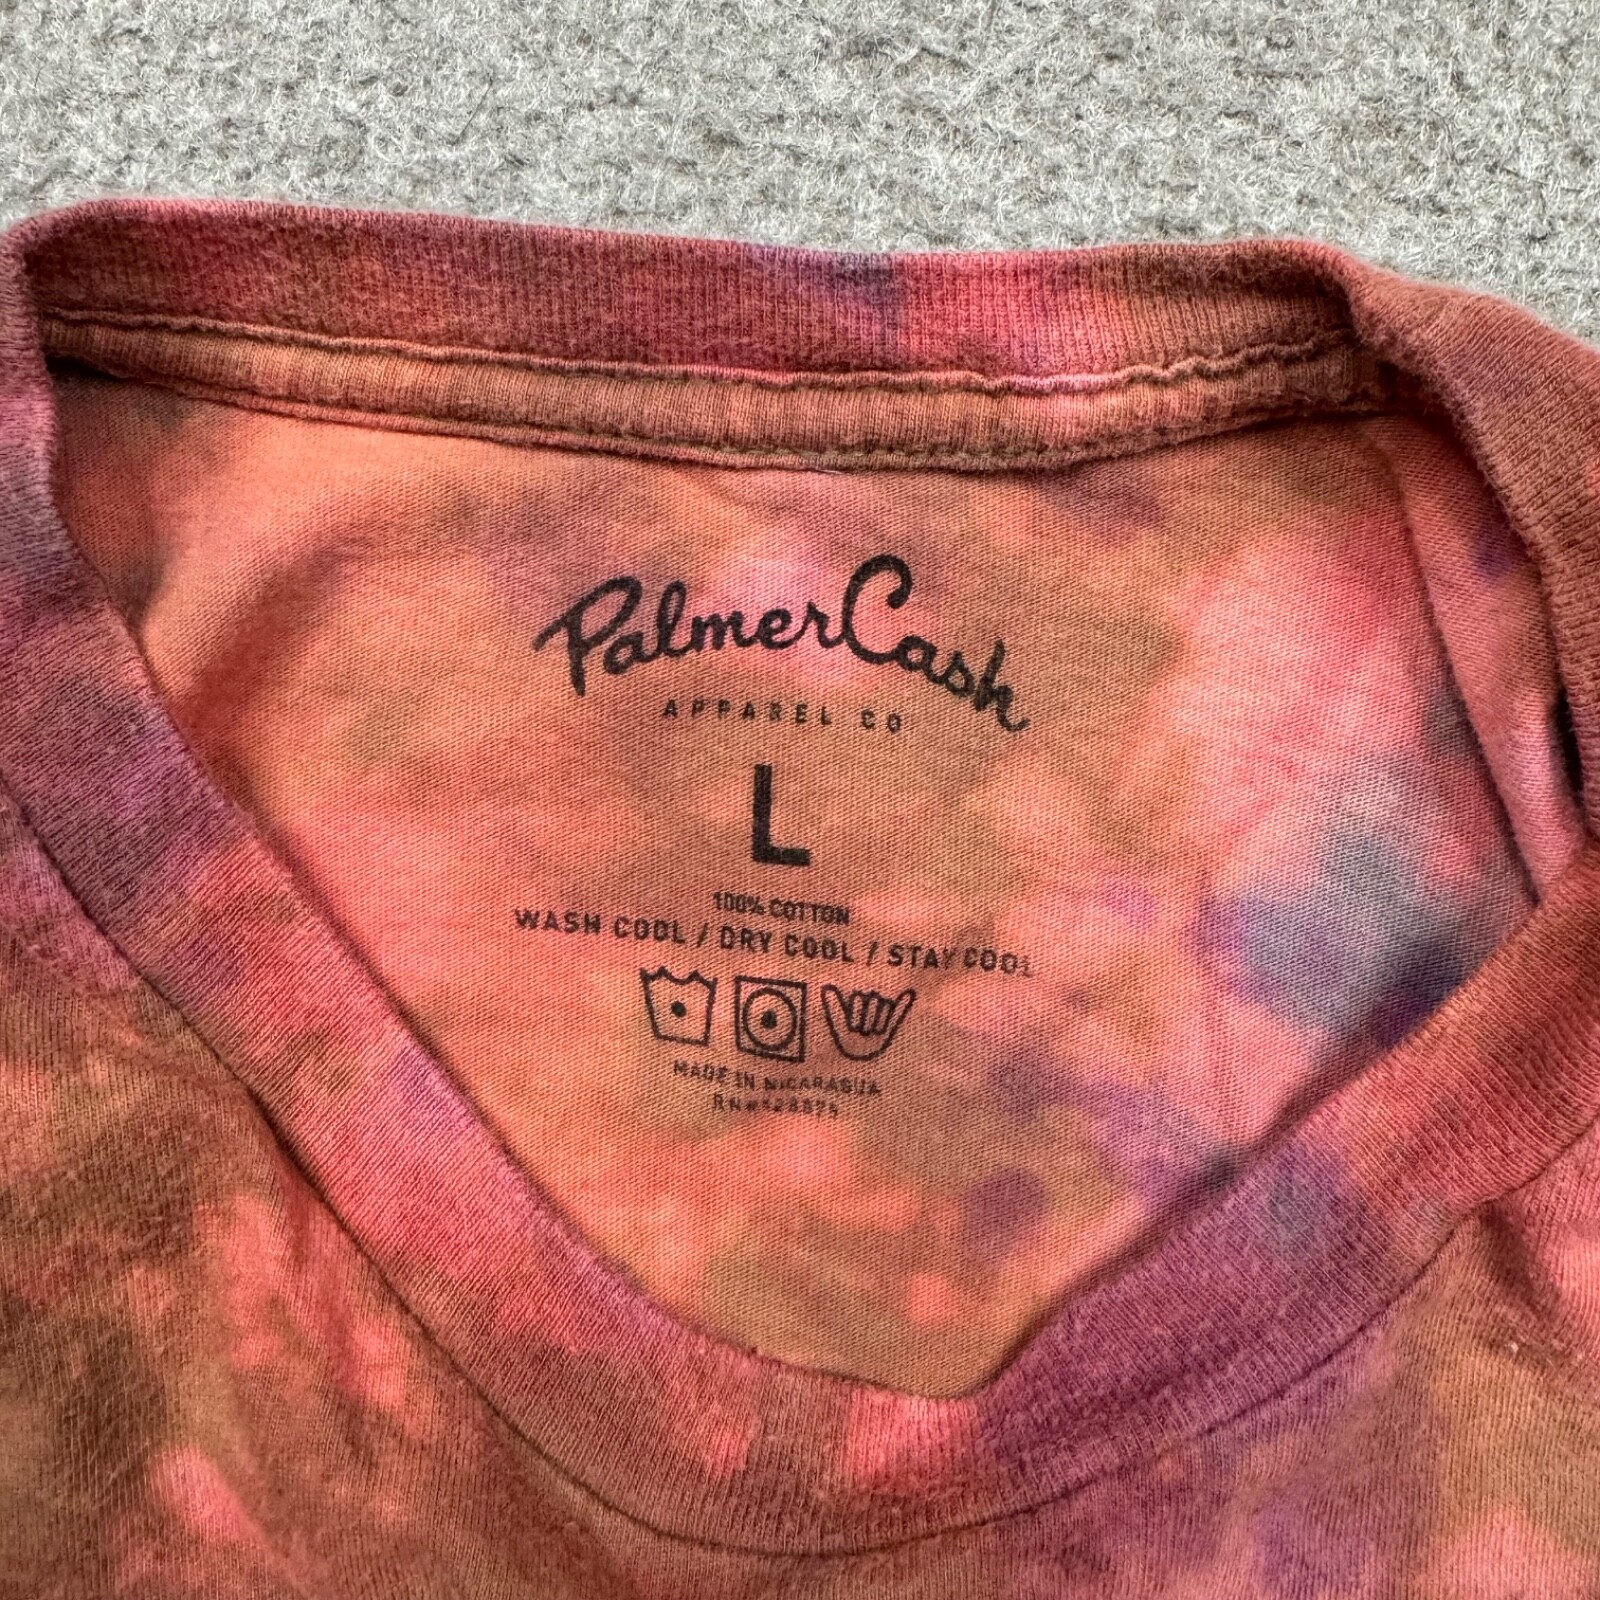 PalmerCash
APPAREL CO
L
100% COTTON
WASH COOL / DRY COOL / STAY COOL
MADE IN NICARAGUA